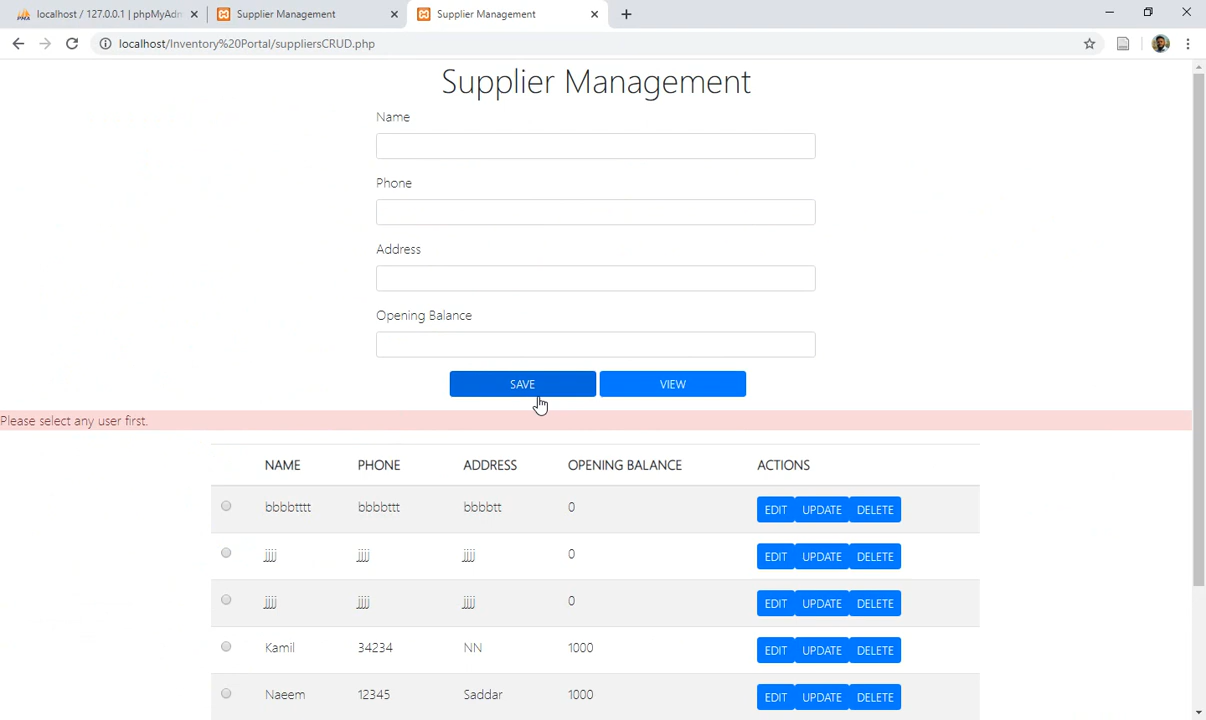 localhost / 127.0.0.1 | phpMyAdn
Supplier Management
Supplier Management
localhost/Inventory%20Portal/suppliersCRUD.php
Supplier Management
Name
Phone
Address
Opening Balance
SAVE VIEW
Please select any user first.
NAME PHONE ADDRESS OPENING BALANCE ACTIONS
bbbbtttt bbbbttt bbbbtt 0 EDIT UPDATE DELETE
jjjj jjjj jjjj 0 EDIT UPDATE DELETE
jjjj jjjj jjjj 0 EDIT UPDATE DELETE
Kamil 34234 NN 1000 EDIT UPDATE DELETE
Naeem 12345 Saddar 1000 EDIT UPDATE DELETE